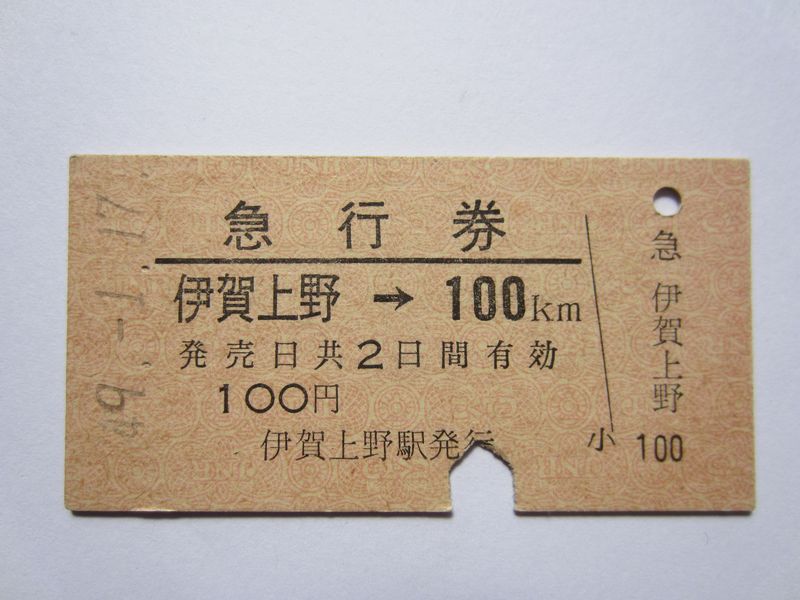 49.-1.17.
急行券
伊賀上野 → 100km
発売日共2日間有効
100円
伊賀上野駅発行
小
急 伊賀上野
100